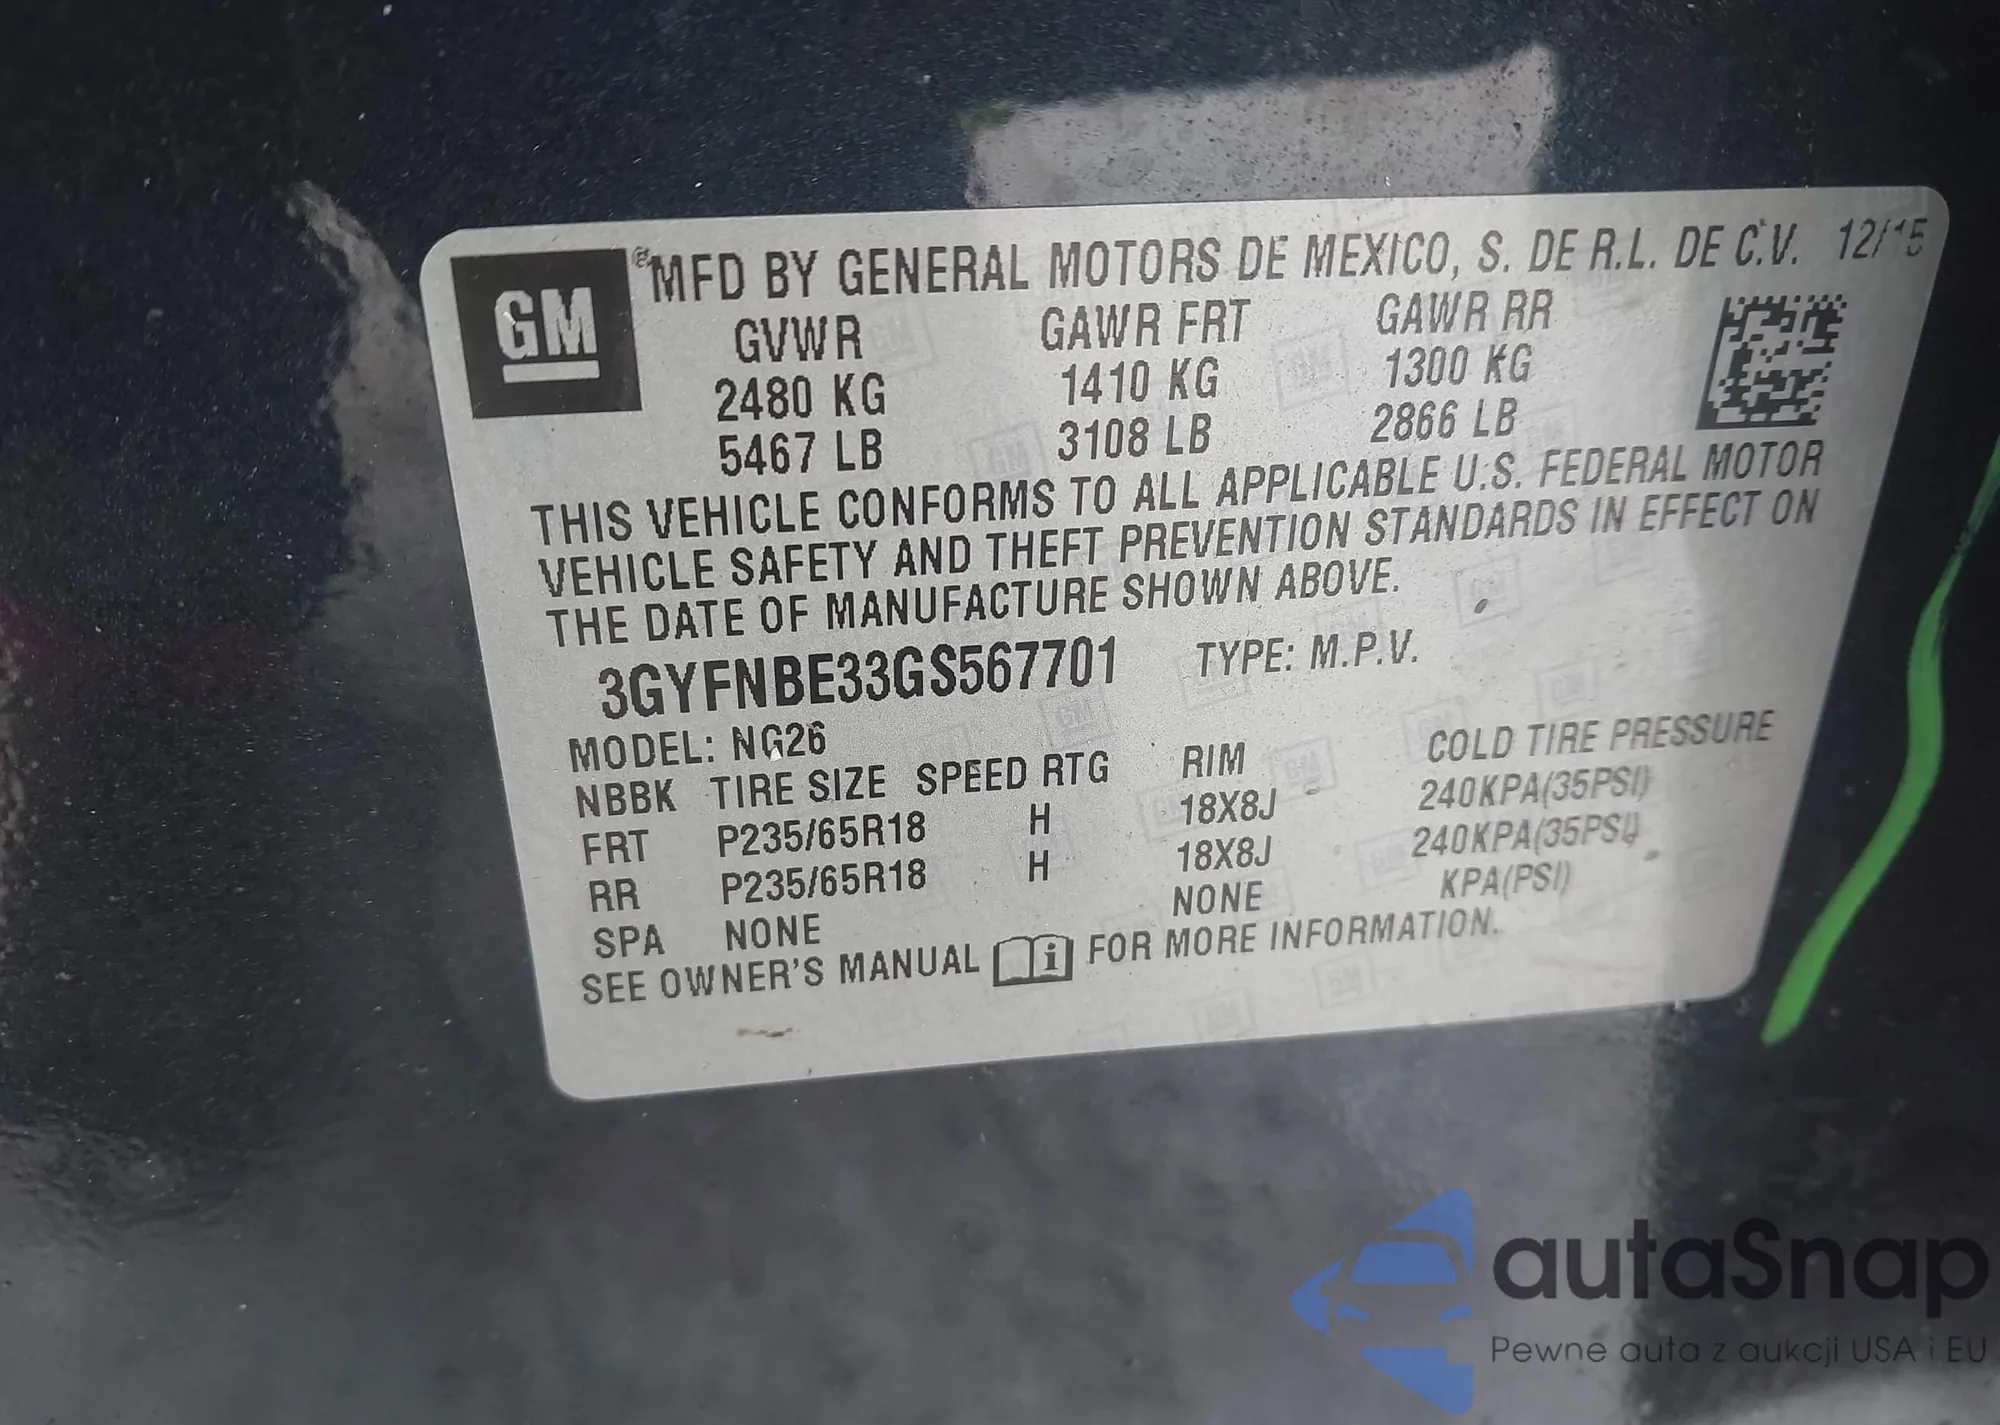 GM
® MFD BY GENERAL MOTORS DE MEXICO, S. DE R.L. DE C.V. 12/15
GVWR GAWR FRT GAWR RR
2480 KG 1410 KG 1300 KG
5467 LB 3108 LB 2866 LB
THIS VEHICLE CONFORMS TO ALL APPLICABLE U.S. FEDERAL MOTOR
VEHICLE SAFETY AND THEFT PREVENTION STANDARDS IN EFFECT ON
THE DATE OF MANUFACTURE SHOWN ABOVE.
3GYFNBE33GS567701 TYPE: M.P.V.
MODEL: NG26
NBBK TIRE SIZE SPEED RTG RIM COLD TIRE PRESSURE
FRT P235/65R18 H 18X8J 240KPA(35PSI)
RR P235/65R18 H 18X8J 240KPA(35PSI)
SPA NONE NONE KPA(PSI)
SEE OWNER'S MANUAL i FOR MORE INFORMATION.
autaSnap
Pewne auta z aukcji USA i EU